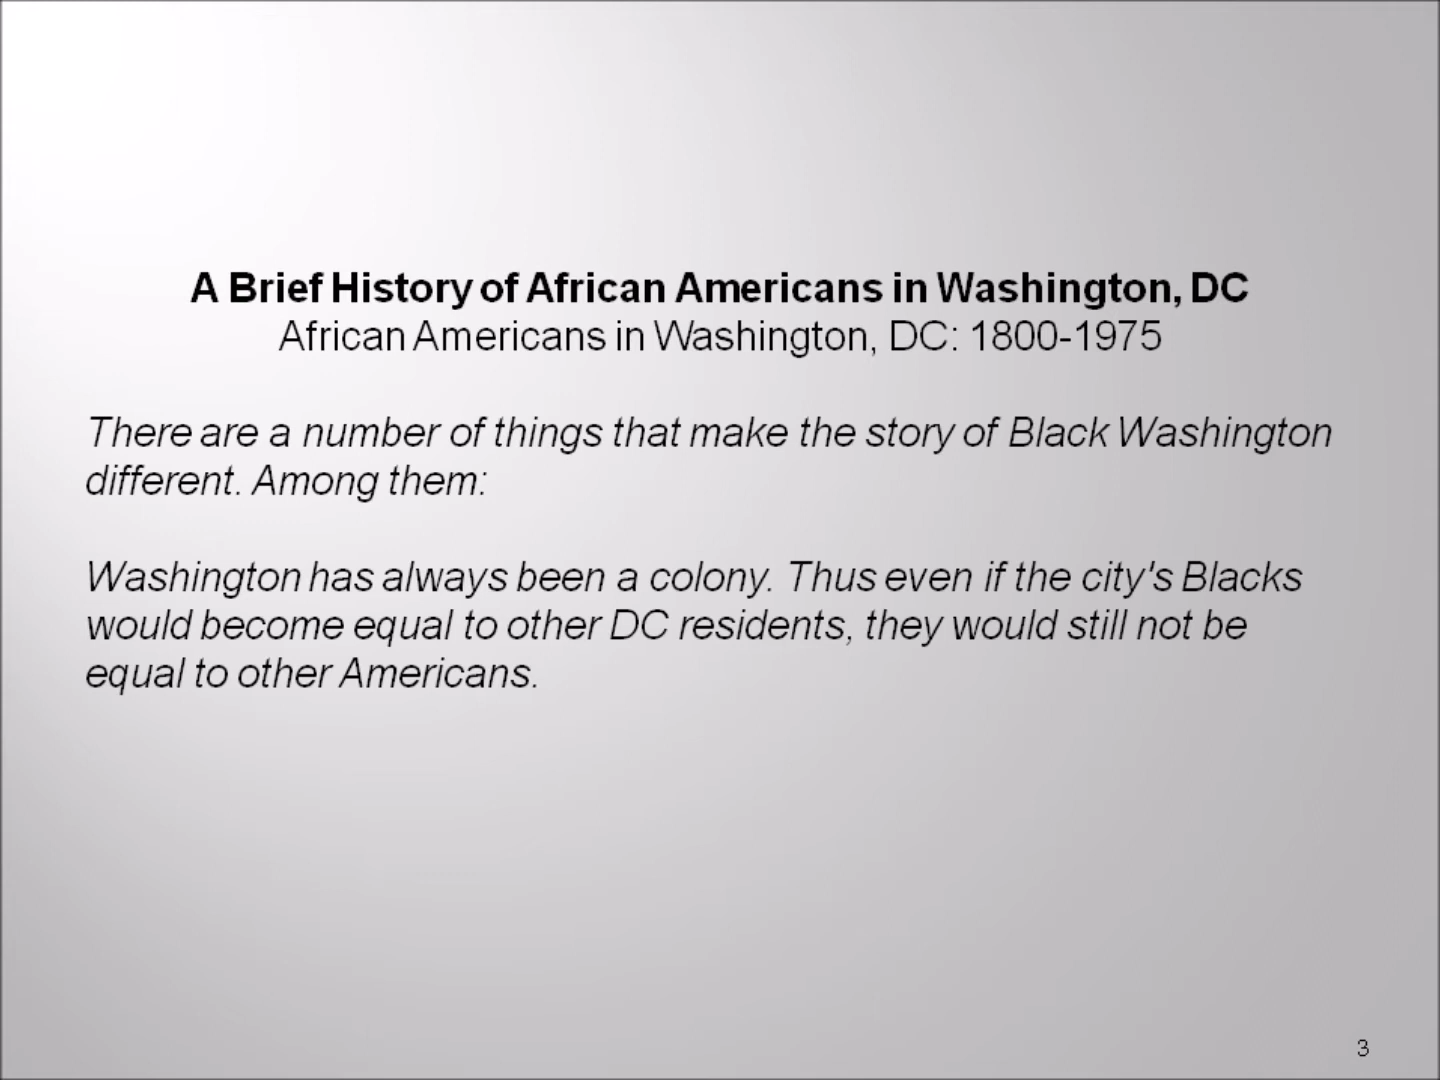 A Brief History of African Americans in Washington, DC
African Americans in Washington, DC: 1800-1975
There are a number of things that make the story of Black Washington
different. Among them:
Washington has always been a colony. Thus even if the city's Blacks
would become equal to other DC residents, they would still not be
equal to other Americans.
3